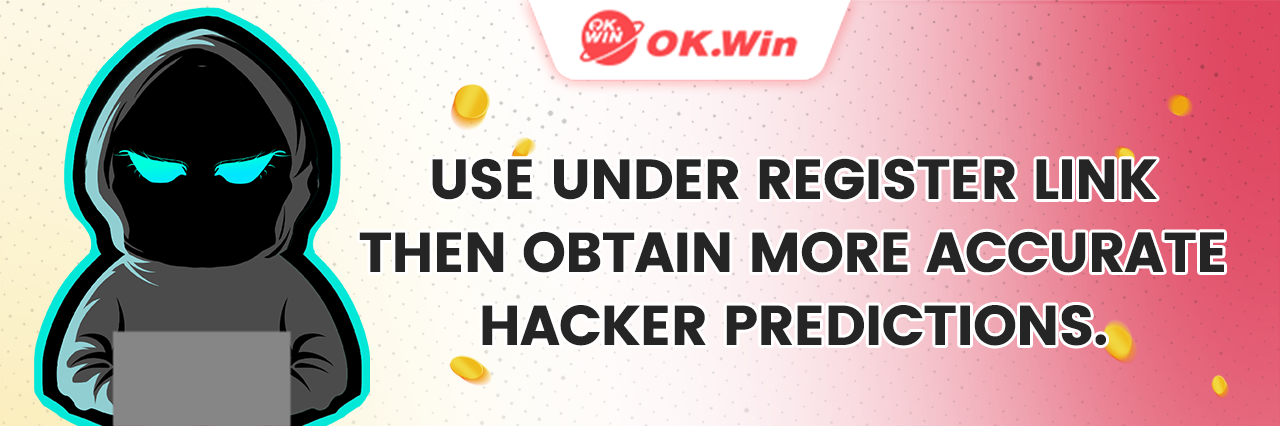 OK.
WIN
OK.Win
USE UNDER REGISTER LINK
THEN OBTAIN MORE ACCURATE
HACKER PREDICTIONS.